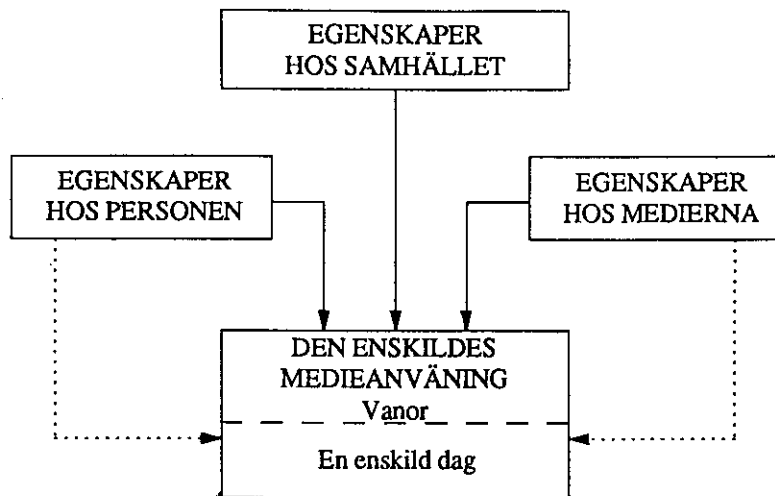 EGENSKAPER
HOS SAMHÄLLET
EGENSKAPER
HOS PERSONEN
EGENSKAPER
HOS MEDIERNA
DEN ENSKILDES
MEDIEANVÄNING
Vanor
En enskild dag